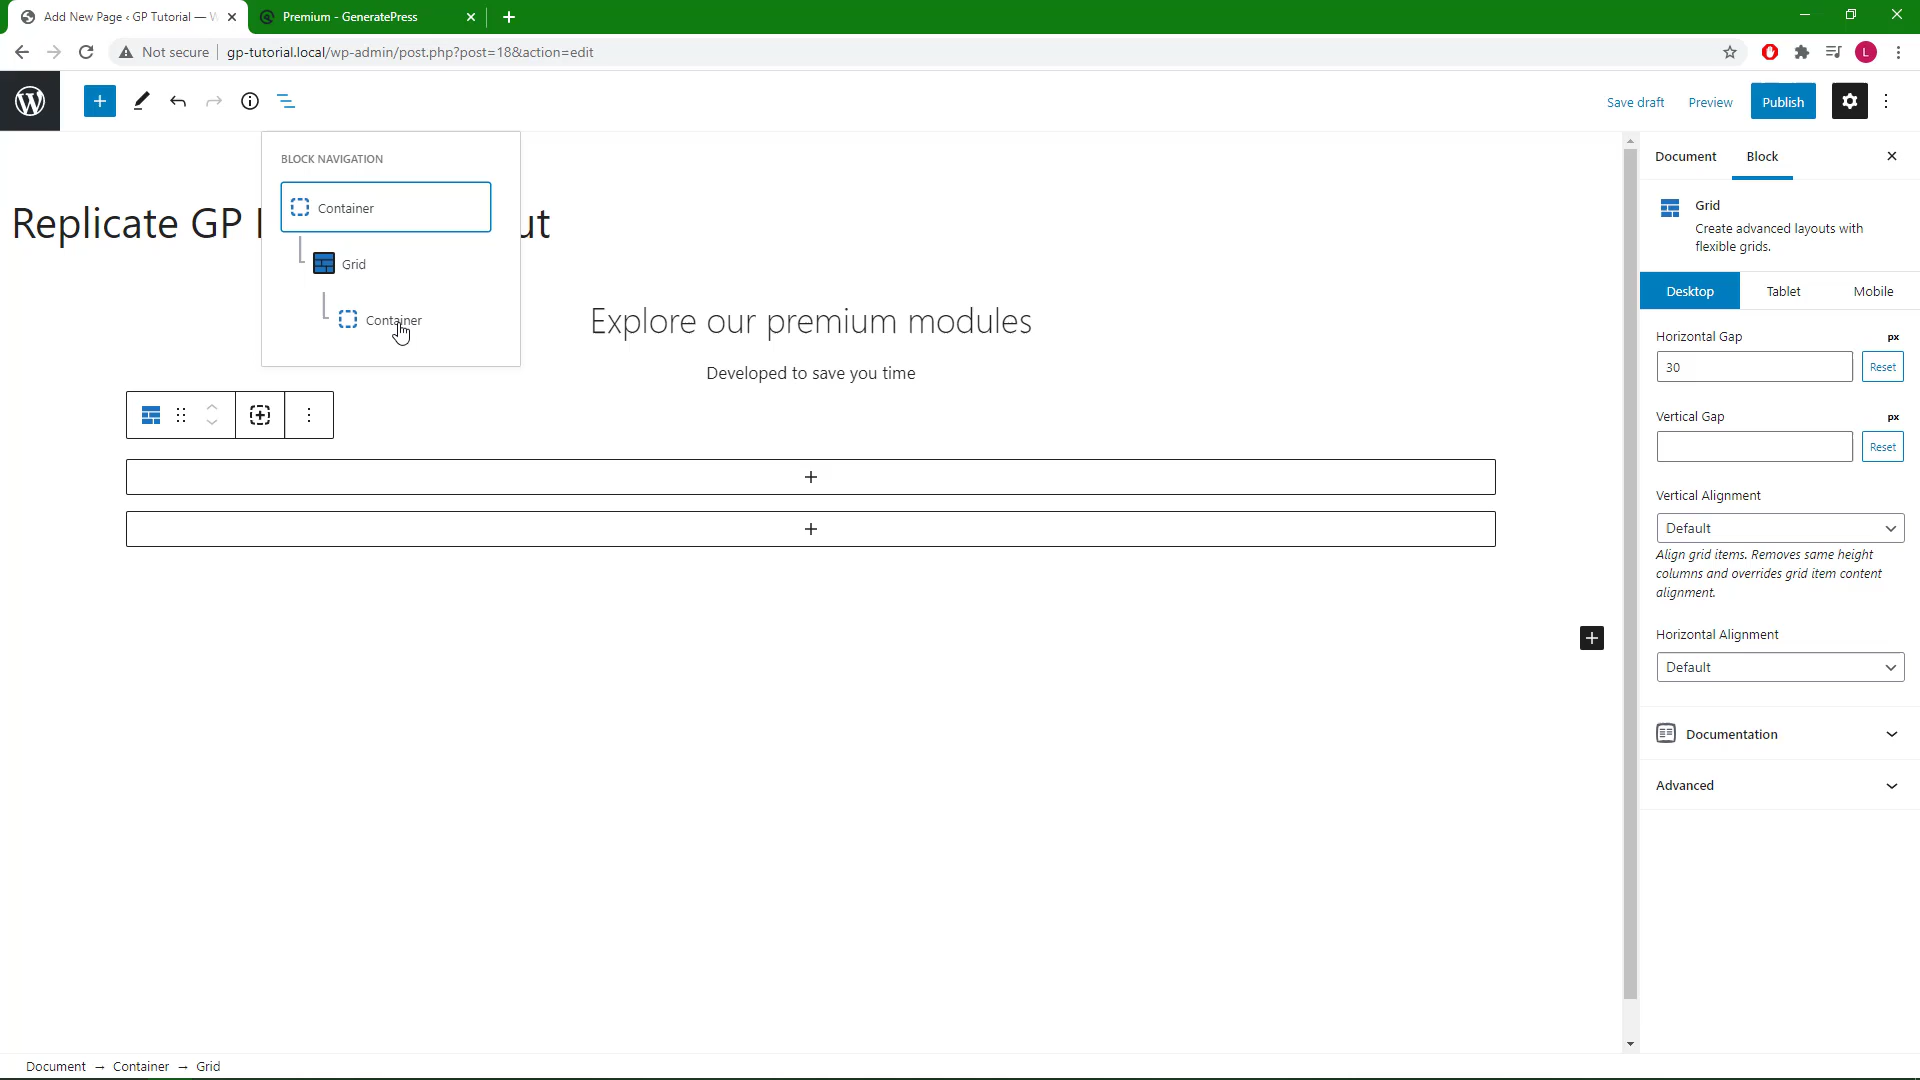 Add New Page ‹ GP Tutorial — W
Premium - GeneratePress
Not secure
gp-tutorial.local/wp-admin/post.php?post=18&action=edit
L
Save draft
Preview
Publish
BLOCK NAVIGATION
Container
Grid
Container
Replicate GP
Explore our premium modules
Developed to save you time
Document
Block
Grid
Create advanced layouts with
flexible grids.
Desktop
Tablet
Mobile
Horizontal Gap
px
30
Reset
Vertical Gap
px
Reset
Vertical Alignment
Default
Align grid items. Removes same height
columns and overrides grid item content
alignment.
Horizontal Alignment
Default
Documentation
Advanced
Document → Container → Grid